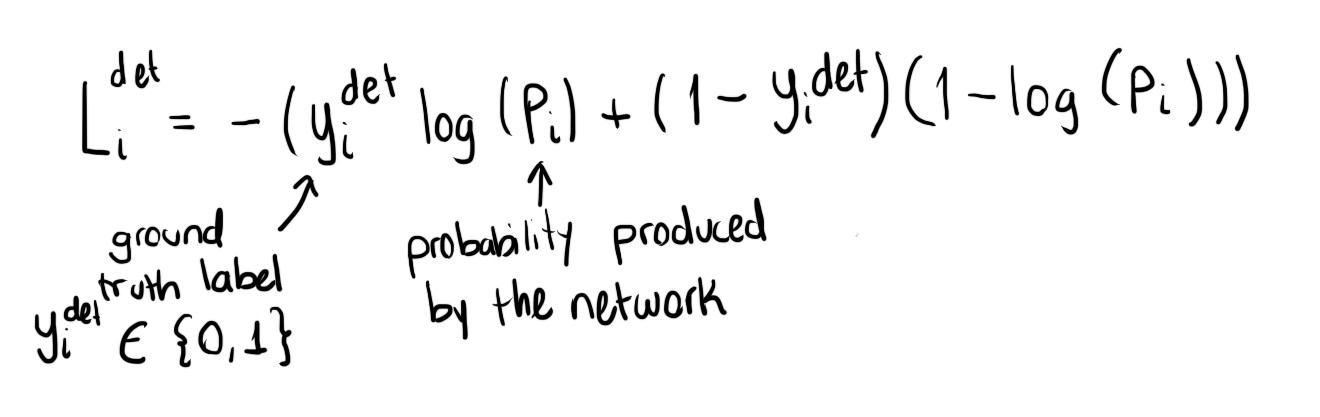 L_i^det = -(y_i^det log (P_i) + (1 - y_i^det)(1 - log (P_i)))
ground
truth label
y_i^det ∈ {0,1}
probability produced
by the network